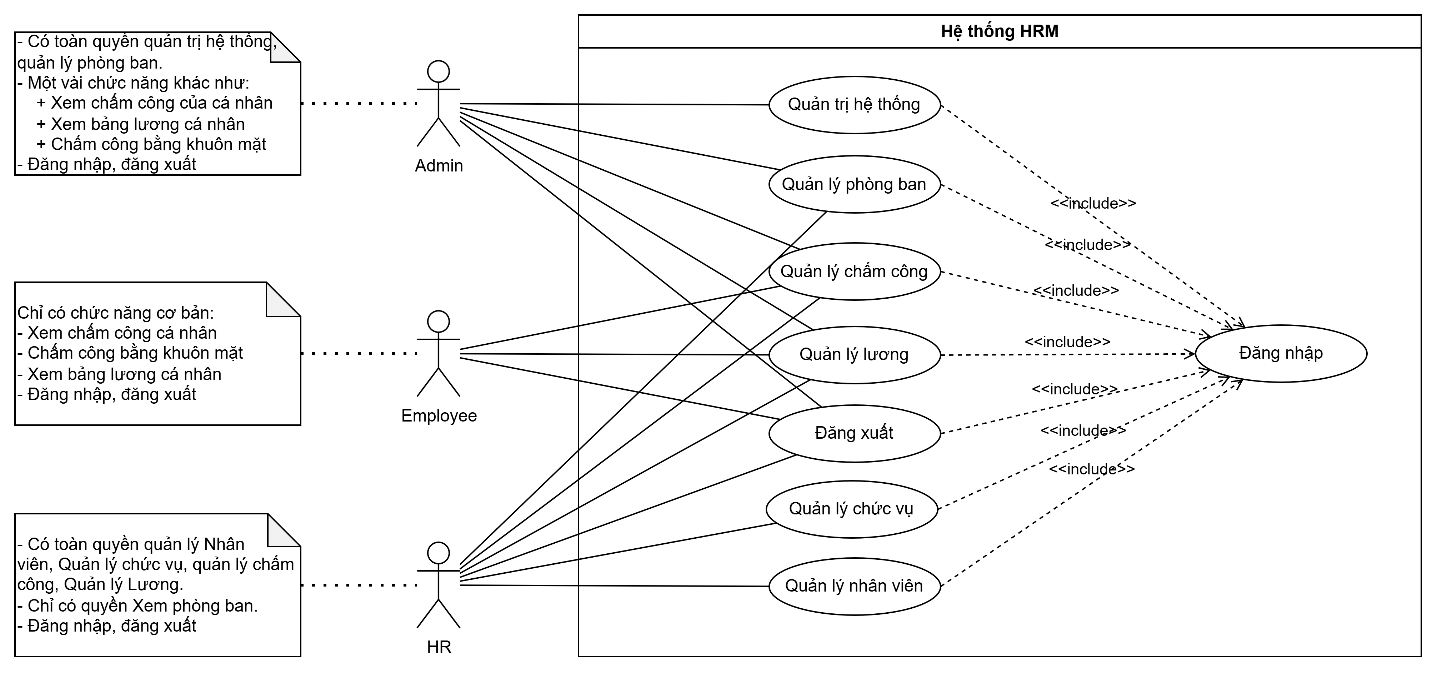 Hệ thống HRM
- Có toàn quyền quản trị hệ thống,
quản lý phòng ban.
- Một vài chức năng khác như:
+ Xem chấm công của cá nhân
+ Xem bảng lương cá nhân
+ Chấm công bằng khuôn mặt
- Đăng nhập, đăng xuất
Admin
Chỉ có chức năng cơ bản:
- Xem chấm công cá nhân
- Chấm công bằng khuôn mặt
- Xem bảng lương cá nhân
- Đăng nhập, đăng xuất
Employee
- Có toàn quyền quản lý Nhân
viên, Quản lý chức vụ, quản lý chấm
công, Quản lý Lương.
- Chỉ có quyền Xem phòng ban.
- Đăng nhập, đăng xuất
HR
Quản trị hệ thống
Quản lý phòng ban
Quản lý chấm công
Quản lý lương
Đăng xuất
Quản lý chức vụ
Quản lý nhân viên
<<include>>
<<include>>
<<include>>
<<include>>
<<include>>
<<include>>
<<include>>
Đăng nhập